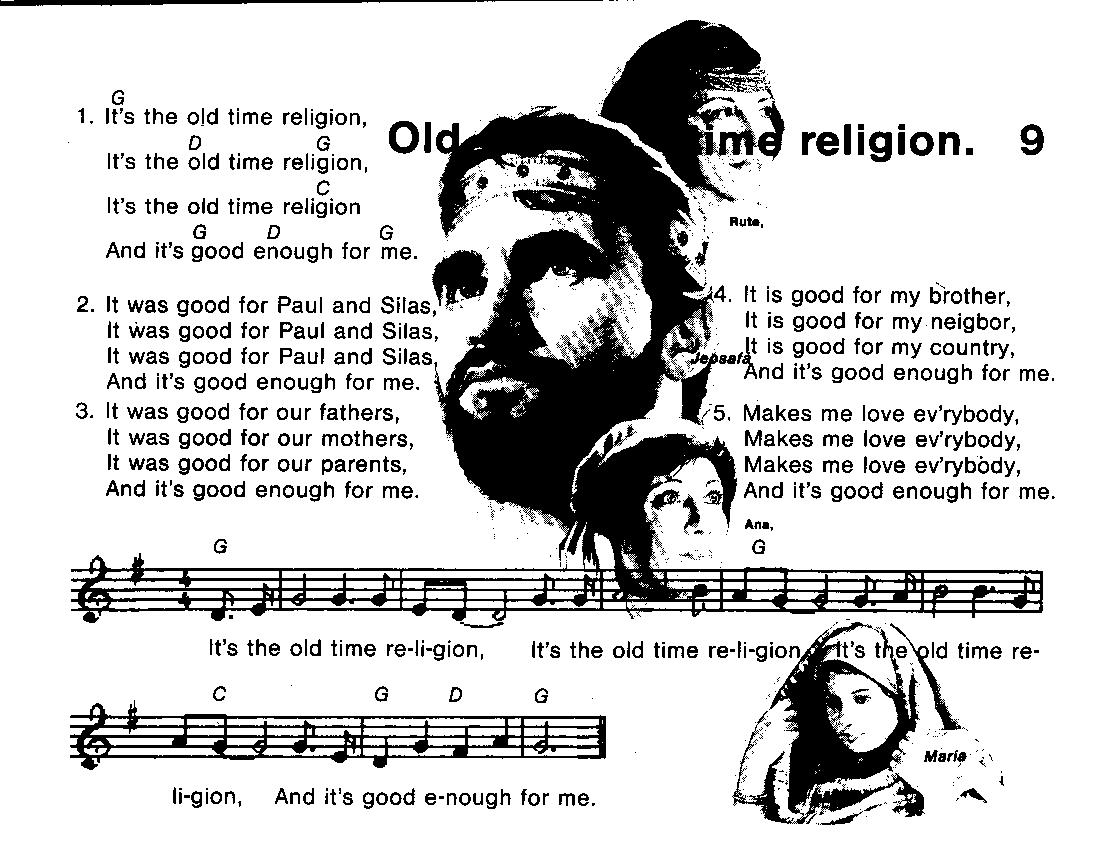 Old time religion. 9
G
1. It's the old time religion,
D G
It's the old time religion,
C
It's the old time religion
G D G
And it's good enough for me.
2. It was good for Paul and Silas,
It was good for Paul and Silas,
It was good for Paul and Silas,
And it's good enough for me.
3. It was good for our fathers,
It was good for our mothers,
It was good for our parents,
And it's good enough for me.
Rute,
4. It is good for my brother,
It is good for my neigbor,
It is good for my country,
And it's good enough for me.
Jepsafa
5. Makes me love ev'rybody,
Makes me love ev'rybody,
Makes me love ev'rybody,
And it's good enough for me.
Ana,
G G
4
4
It's the old time re-li-gion, It's the old time re-li-gion, It's the old time re-
C G D G
li-gion, And it's good e-nough for me.
Maria